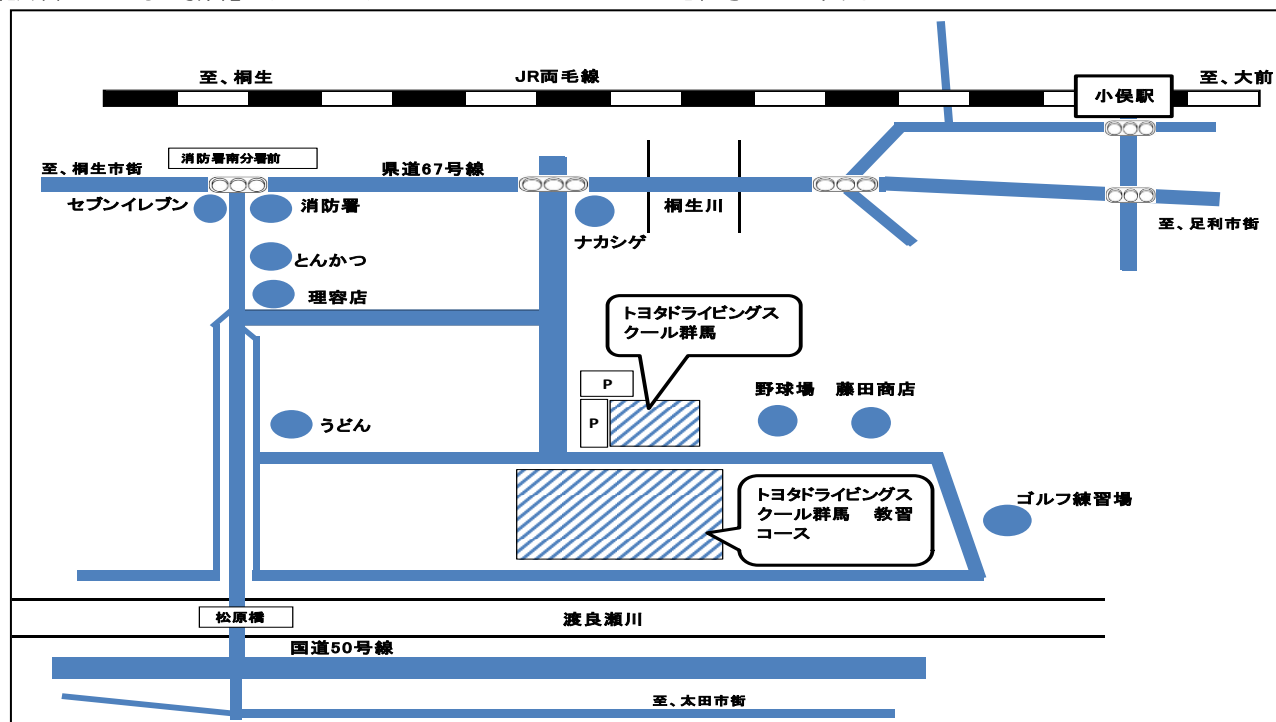 至、桐生
JR両毛線
至、大前
小俣駅
消防署南分署前
至、桐生市街
県道67号線
セブンイレブン
消防署
桐生川
ナカシゲ
至、足利市街
とんかつ
理容店
トヨタドライビングス
クール群馬
P
P
野球場
藤田商店
うどん
トヨタドライビングス
クール群馬 教習
コース
ゴルフ練習場
松原橋
渡良瀬川
国道50号線
至、太田市街